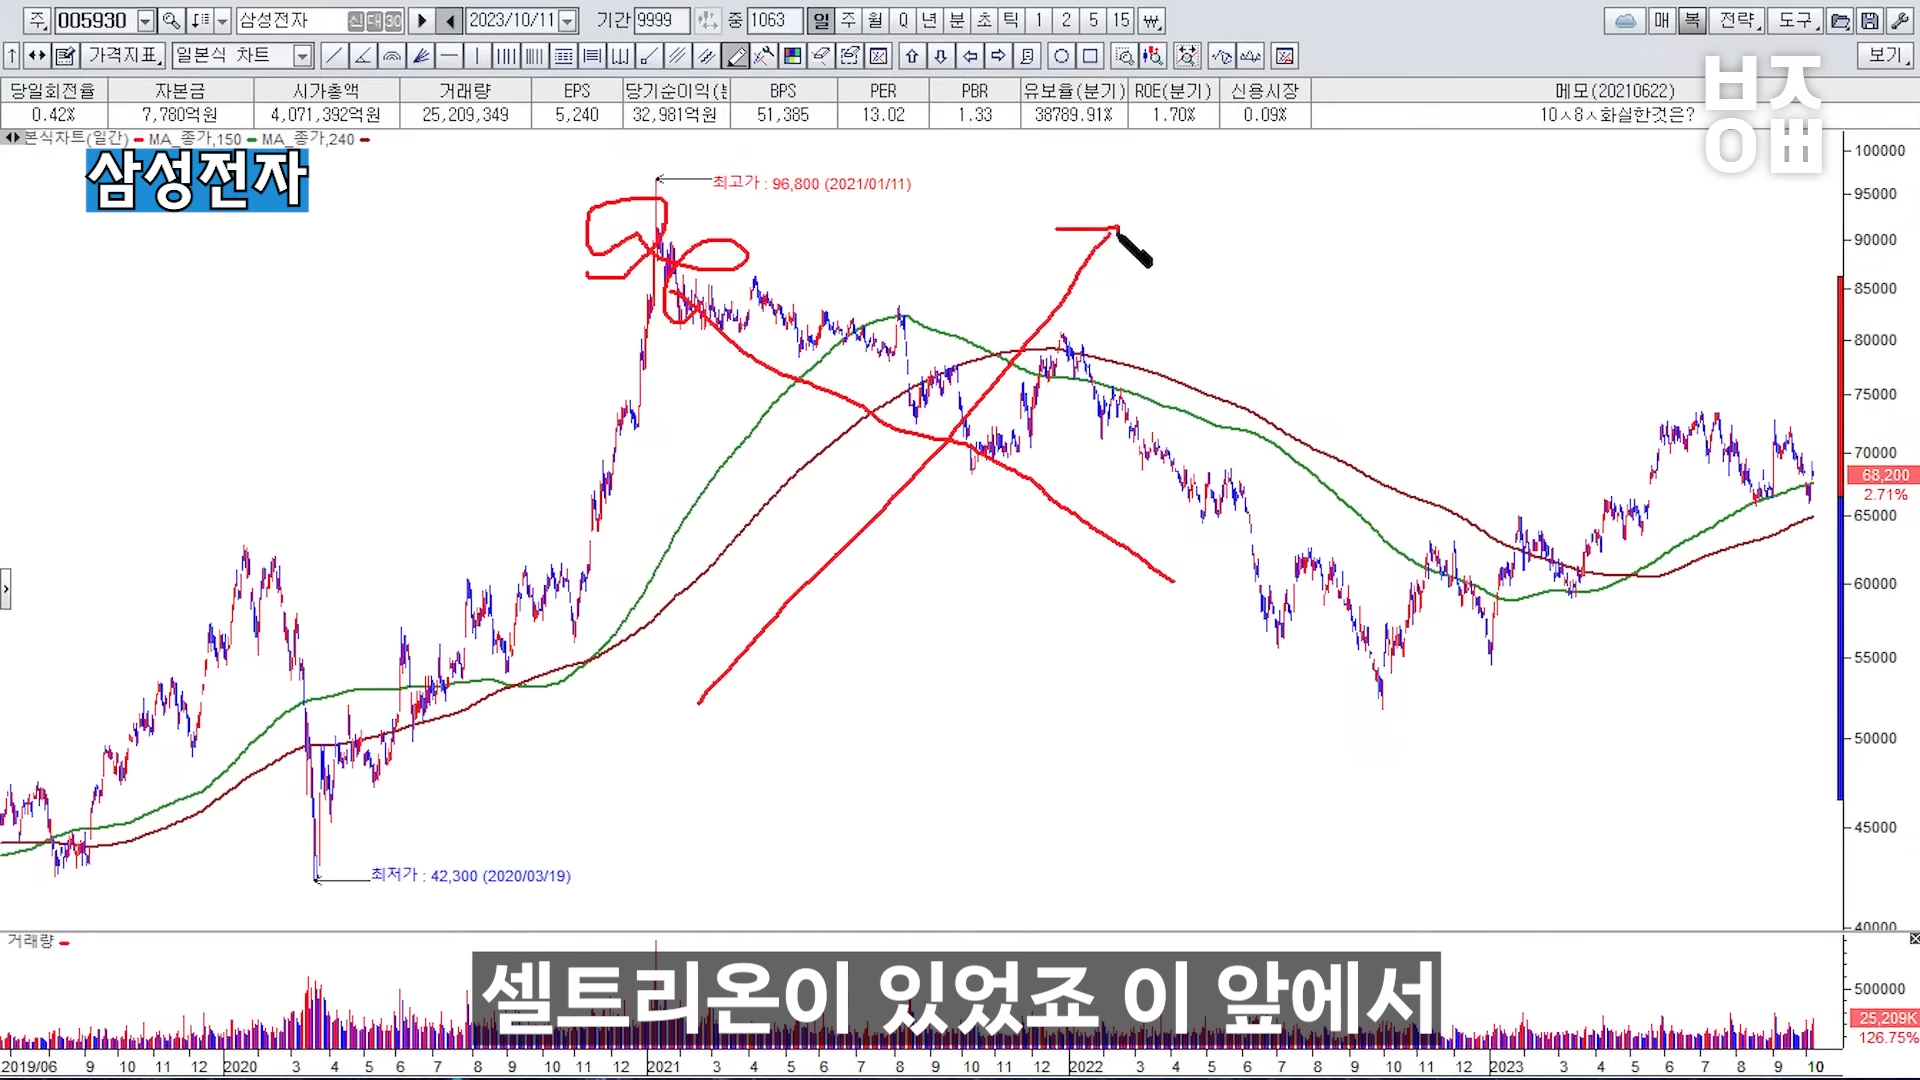 주 005930 삼성전자 신 대 30 2023/10/11 기간 9999 중 1063 일 주 월 Q 년 분 초 틱 1 2 5 15 ₩ 매 복 전략 도구
가격지표 일본식 차트 보기
당일회전율 자본금 시가총액 거래량 EPS 당기순이익(분 BPS PER PBR 유보율(분기) ROE(분기) 신용시장 메모(20210622)
0.42% 7,780억원 4,071,392억원 25,209,349 5,240 32,981억원 51,385 13.02 1.33 38789.91% 1.70% 0.09% 10ㅅ8ㅅ화실한것은?
본식차트(일간) MA_종가,150 MA_종가,240
삼성전자
최고가 : 96,800 (2021/01/11)
100000
95000
90000
85000
80000
75000
70000
68,200
2.71%
65000
60000
55000
50000
45000
40000
최저가 : 42,300 (2020/03/19)
거래량
셀트리온이 있었죠 이 앞에서
500000
25,209K
126.75%
2019/06 9 10 11 12 2020 3 4 5 6 7 8 9 10 11 12 2021 3 4 5 6 7 8 9 10 11 12 2022 3 4 5 6 7 8 9 10 11 12 2023 3 4 5 6 7 8 9 10